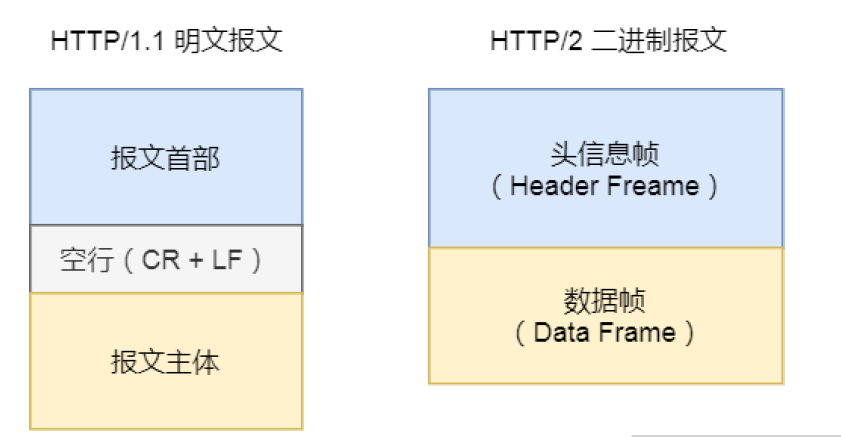 HTTP/1.1 明文报文
HTTP/2 二进制报文
报文首部
空行（CR + LF）
报文主体
头信息帧
（Header Freame）
数据帧
（Data Frame）